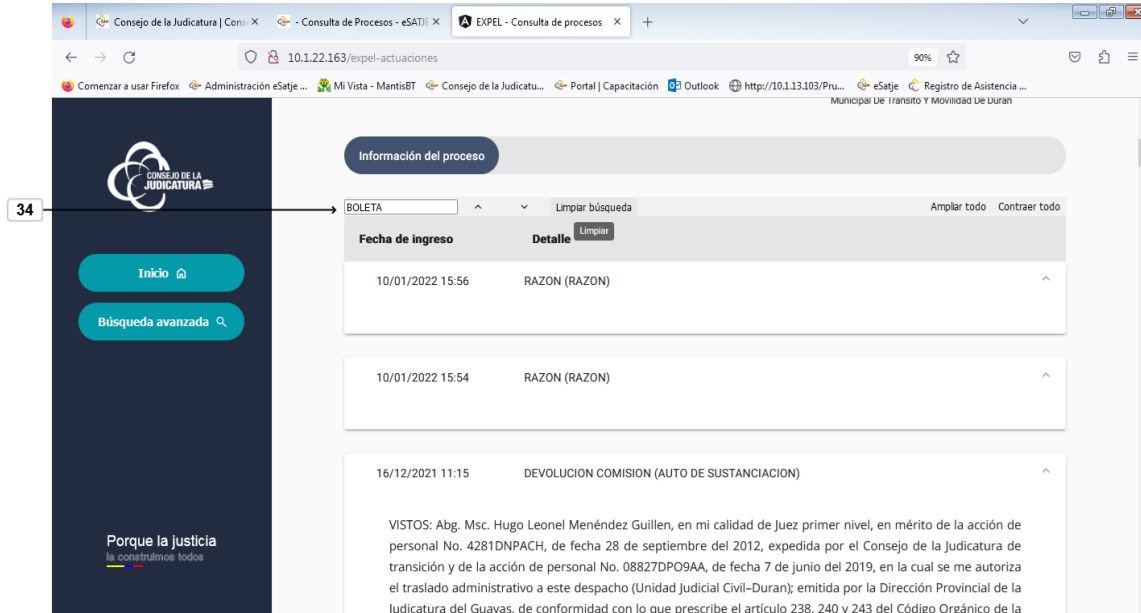 Consejo de la Judicatura | Conse
- Consulta de Procesos - eSATJE
EXPEL - Consulta de procesos
10.1.22.163/expel-actuaciones
90%
Comenzar a usar Firefox Administración eSatje ... Mi Vista - MantisBT Consejo de la Judicatu... Portal | Capacitación Outlook http://10.1.13.103/Pru... eSatje Registro de Asistencia ...
Municipal De Transito Y Movilidad De Duran
CONSEJO DE LA
JUDICATURA
Información del proceso
34
BOLETA Limpiar búsqueda Ampliar todo Contraer todo
Limpiar
Fecha de ingreso Detalle
Inicio
10/01/2022 15:56 RAZON (RAZON)
Búsqueda avanzada
10/01/2022 15:54 RAZON (RAZON)
16/12/2021 11:15 DEVOLUCION COMISION (AUTO DE SUSTANCIACION)
VISTOS: Abg. Msc. Hugo Leonel Menéndez Guillen, en mi calidad de Juez primer nivel, en mérito de la acción de
personal No. 4281DNPACH, de fecha 28 de septiembre del 2012, expedida por el Consejo de la Judicatura de
transición y de la acción de personal No. 08827DPO9AA, de fecha 7 de junio del 2019, en la cual se me autoriza
el traslado administrativo a este despacho (Unidad Judicial Civil–Duran); emitida por la Dirección Provincial de la
Judicatura del Guayas, de conformidad con lo que prescribe el artículo 238, 240 y 243 del Código Orgánico de la
Porque la justicia
la construimos todos